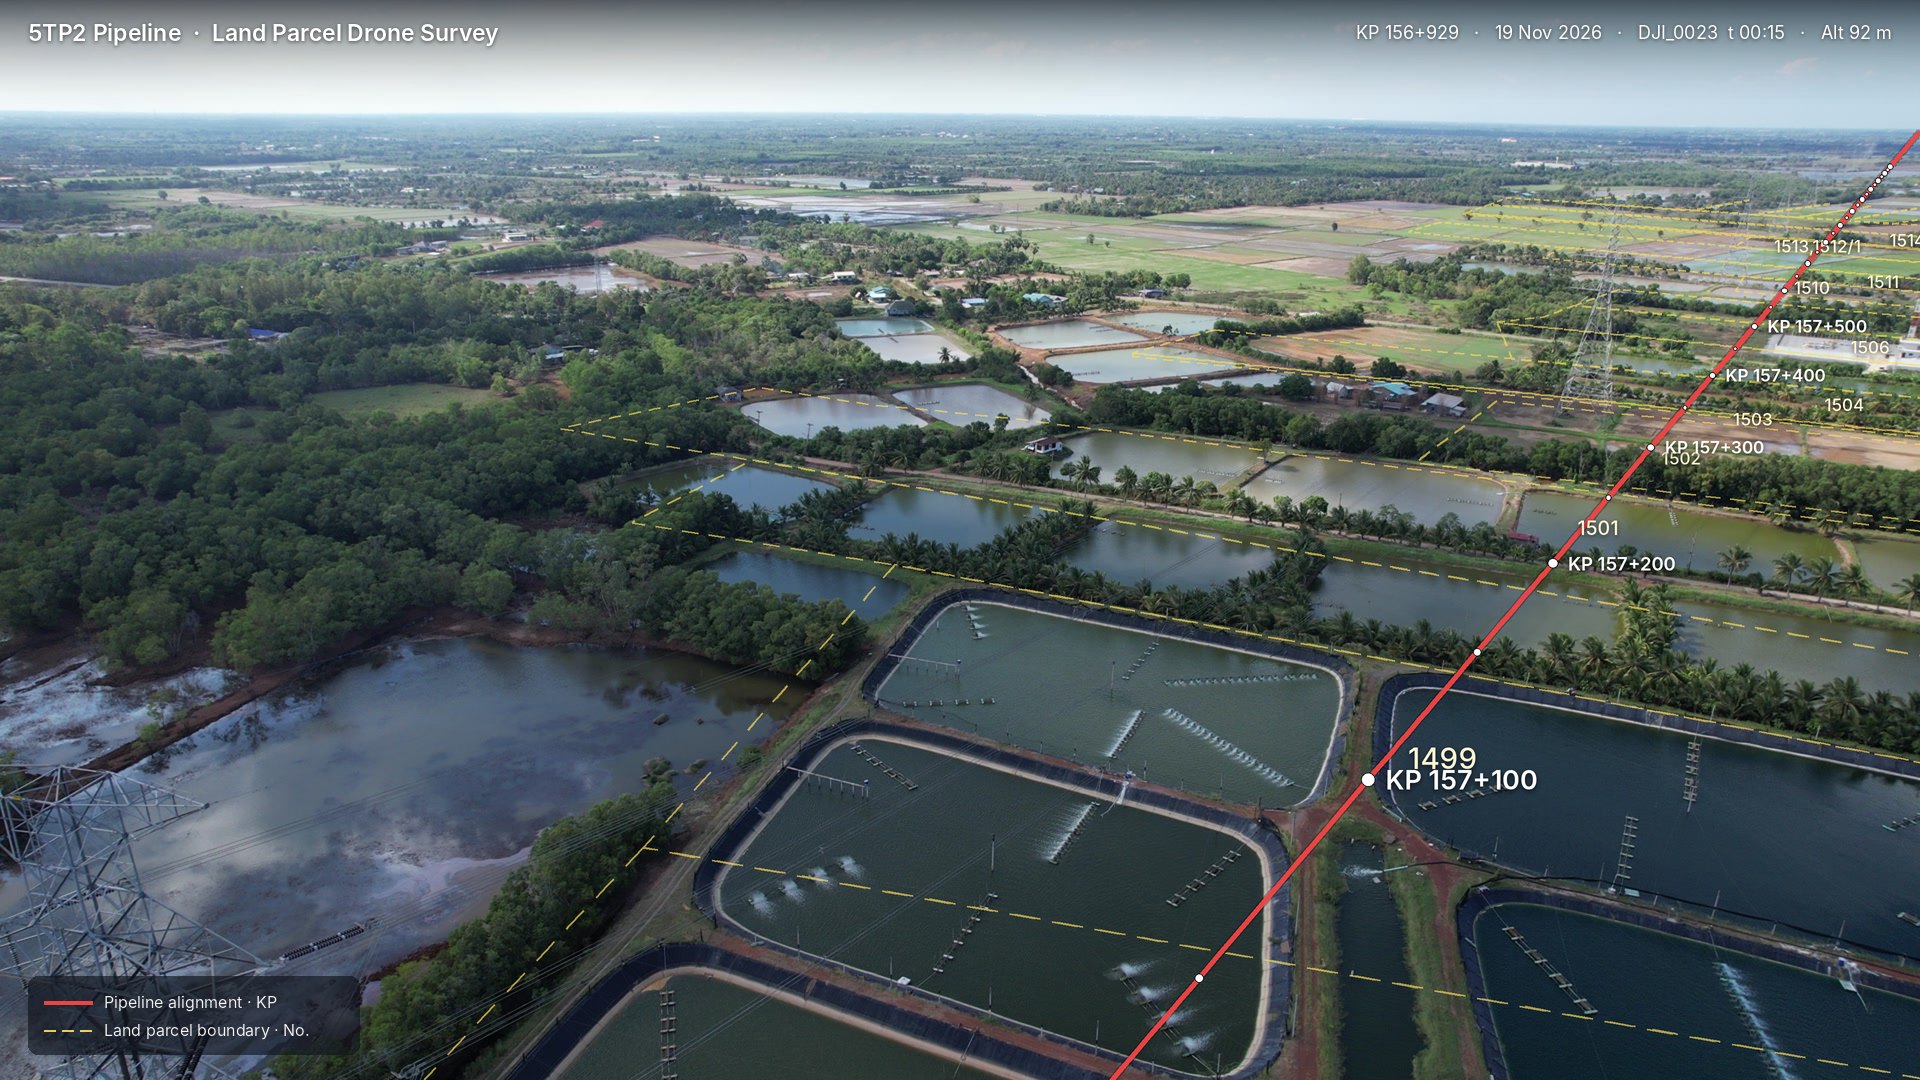 5TP2 Pipeline · Land Parcel Drone Survey
KP 156+929 · 19 Nov 2026 · DJI_0023 t 00:15 · Alt 92 m
1513 1512/1
1514
1511
1510
KP 157+500
1506
KP 157+400
1504
1503
KP 157+300
1502
1501
KP 157+200
1499
KP 157+100
Pipeline alignment · KP
Land parcel boundary · No.